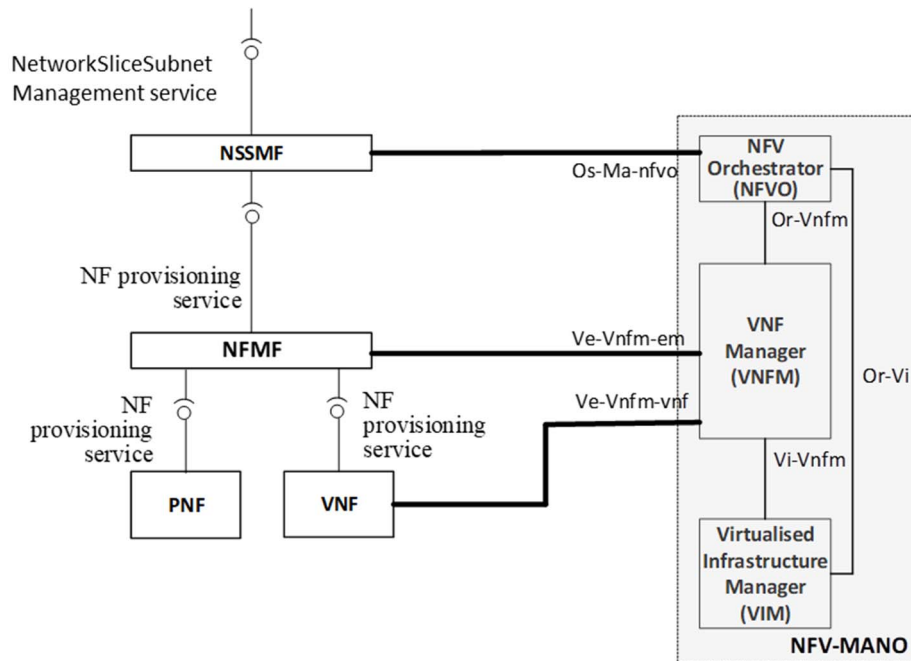 NetworkSliceSubnet
Management service
NSSMF
Os-Ma-nfvo
NFV
Orchestrator
(NFVO)
Or-Vnfm
NF provisioning
service
NFMF
Ve-Vnfm-em
VNF
Manager
(VNFM)
Or-Vi
Ve-Vnfm-vnf
NF
provisioning
service
NF
provisioning
service
Vi-Vnfm
PNF
VNF
Virtualised
Infrastructure
Manager
(VIM)
NFV-MANO